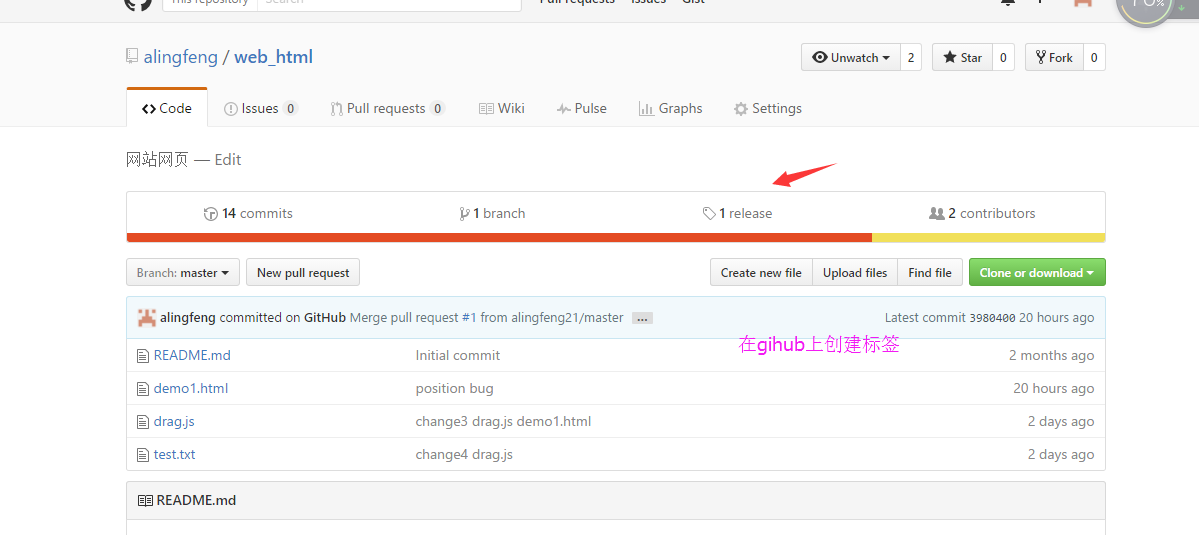 This repository Search Pull requests Issues Gist
alingfeng / web_html Unwatch 2 Star 0 Fork 0
Code Issues 0 Pull requests 0 Wiki Pulse Graphs Settings
网站网页 — Edit
14 commits 1 branch 1 release 2 contributors
Branch: master New pull request Create new file Upload files Find file Clone or download
alingfeng committed on GitHub Merge pull request #1 from alingfeng21/master ... Latest commit 3980400 20 hours ago
在gihub上创建标签
README.md Initial commit 2 months ago
demo1.html position bug 20 hours ago
drag.js change3 drag.js demo1.html 2 days ago
test.txt change4 drag.js 2 days ago
README.md